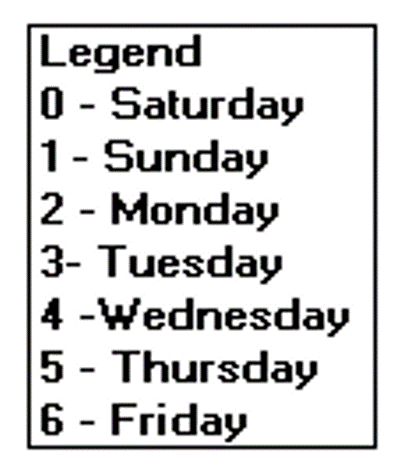 Legend
0 - Saturday
1 - Sunday
2 - Monday
3- Tuesday
4 -Wednesday
5 - Thursday
6 - Friday